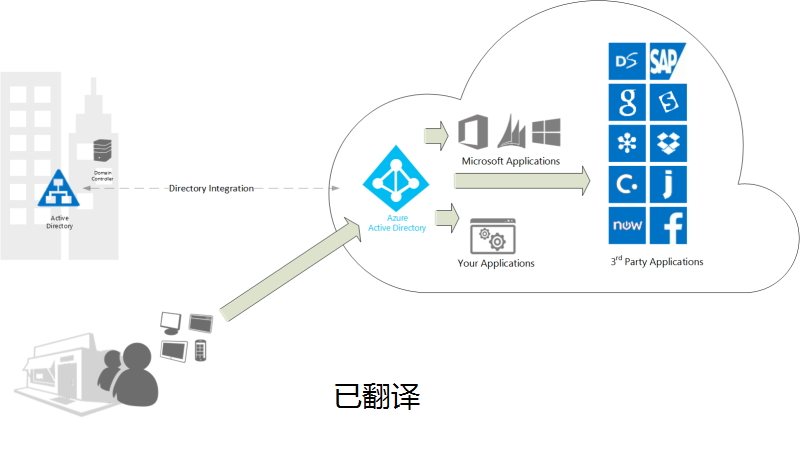 DS
SAP
Domain
Controller
Microsoft Applications
Directory Integration
Active
Directory
Azure
Active Directory
now
Your Applications
3rd Party Applications
已翻译